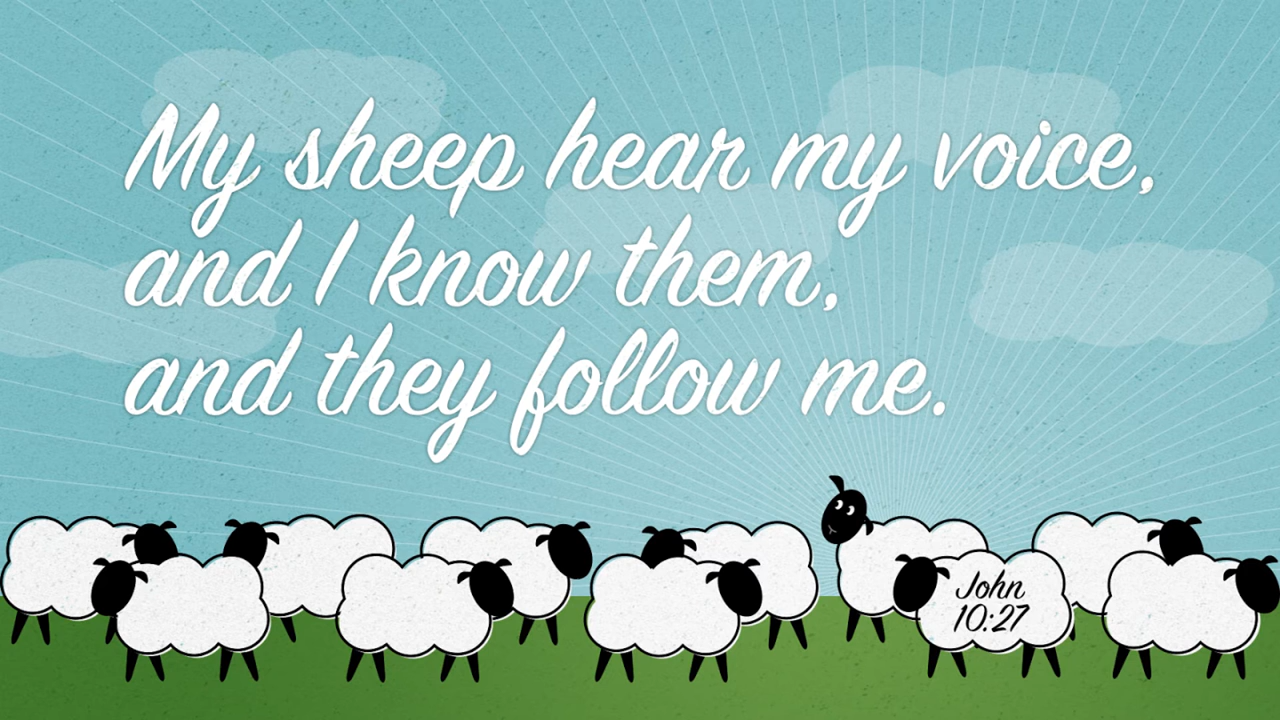 My sheep hear my voice,
and I know them,
and they follow me.
John
10:27